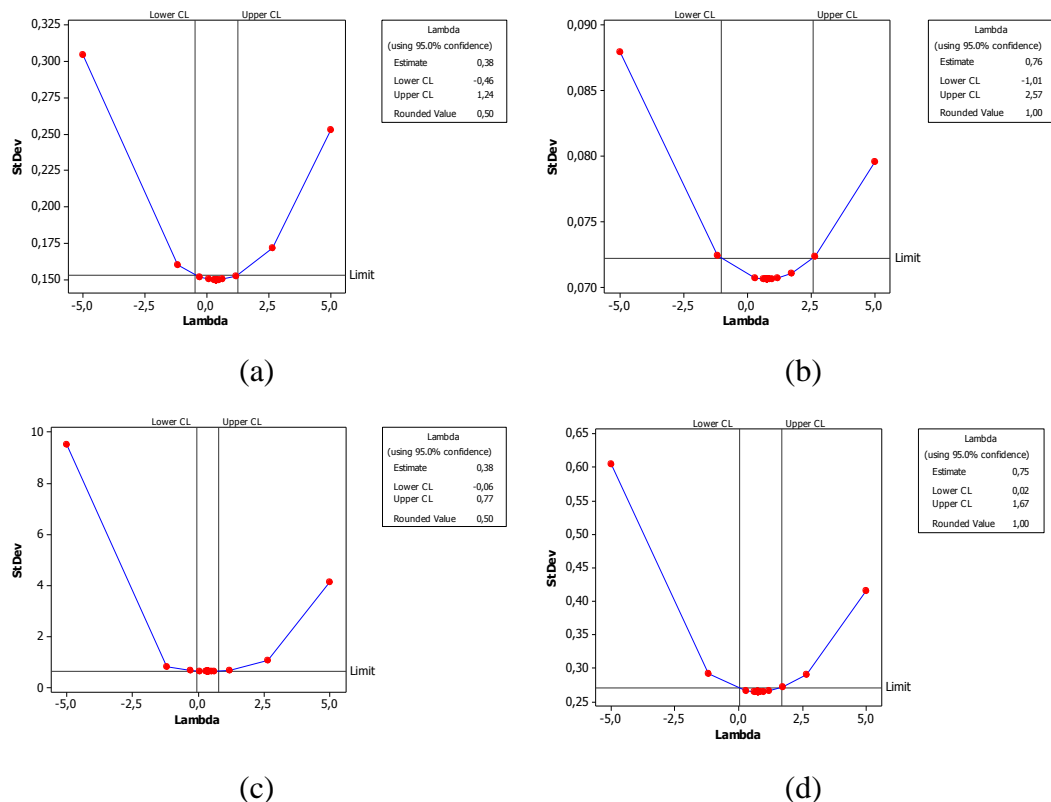 Lower CL Upper CL
0,325
0,300
0,275
0,250
0,225
0,200
0,175
0,150
StDev
Limit
-5,0 -2,5 0,0 2,5 5,0
Lambda
Lambda
(using 95.0% confidence)
Estimate 0,38
Lower CL -0,46
Upper CL 1,24
Rounded Value 0,50
(a)
Lower CL Upper CL
0,090
0,085
0,080
0,075
0,070
StDev
Limit
-5,0 -2,5 0,0 2,5 5,0
Lambda
Lambda
(using 95.0% confidence)
Estimate 0,76
Lower CL -1,01
Upper CL 2,57
Rounded Value 1,00
(b)
Lower CL Upper CL
10
8
6
4
2
0
StDev
Limit
-5,0 -2,5 0,0 2,5 5,0
Lambda
Lambda
(using 95.0% confidence)
Estimate 0,38
Lower CL -0,06
Upper CL 0,77
Rounded Value 0,50
(c)
Lower CL Upper CL
0,65
0,60
0,55
0,50
0,45
0,40
0,35
0,30
0,25
StDev
Limit
-5,0 -2,5 0,0 2,5 5,0
Lambda
Lambda
(using 95.0% confidence)
Estimate 0,75
Lower CL 0,02
Upper CL 1,67
Rounded Value 1,00
(d)